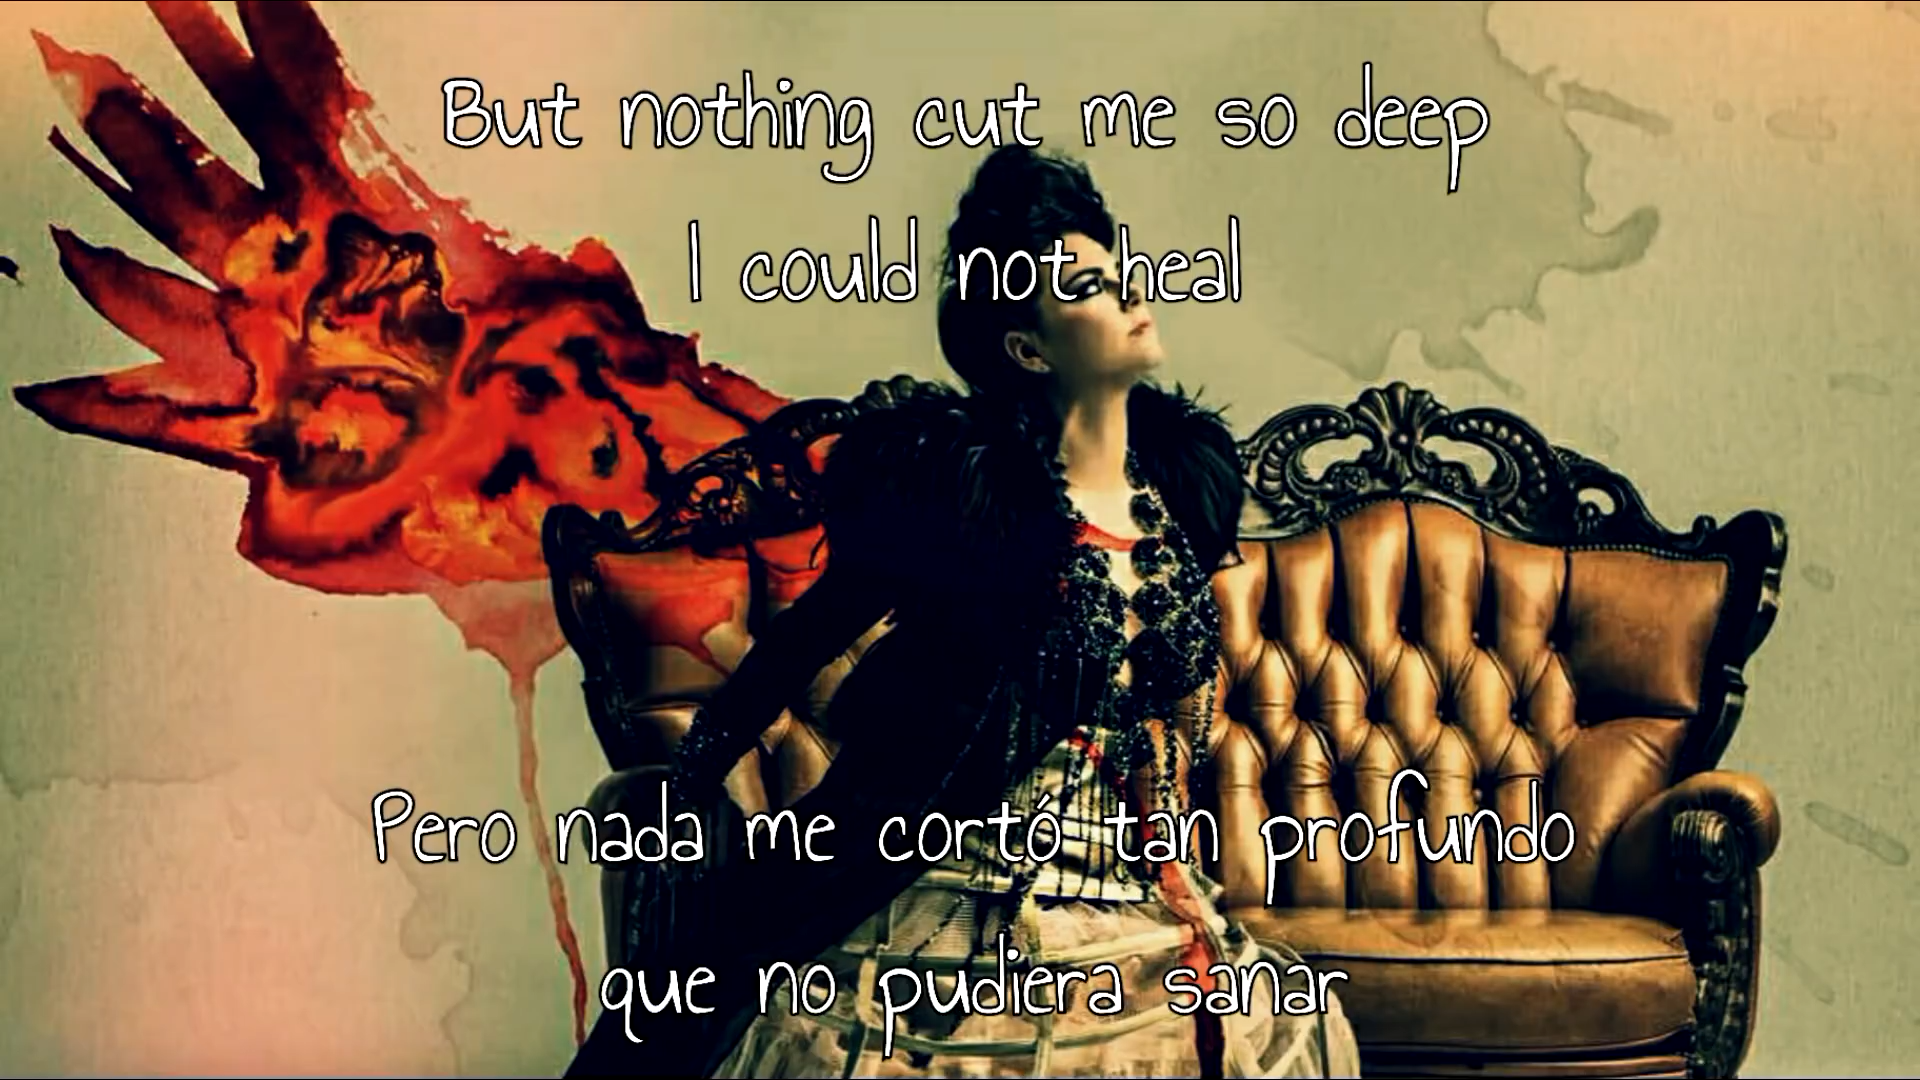 But nothing cut me so deep
I could not heal
Pero nada me cortó tan profundo
que no pudiera sanar